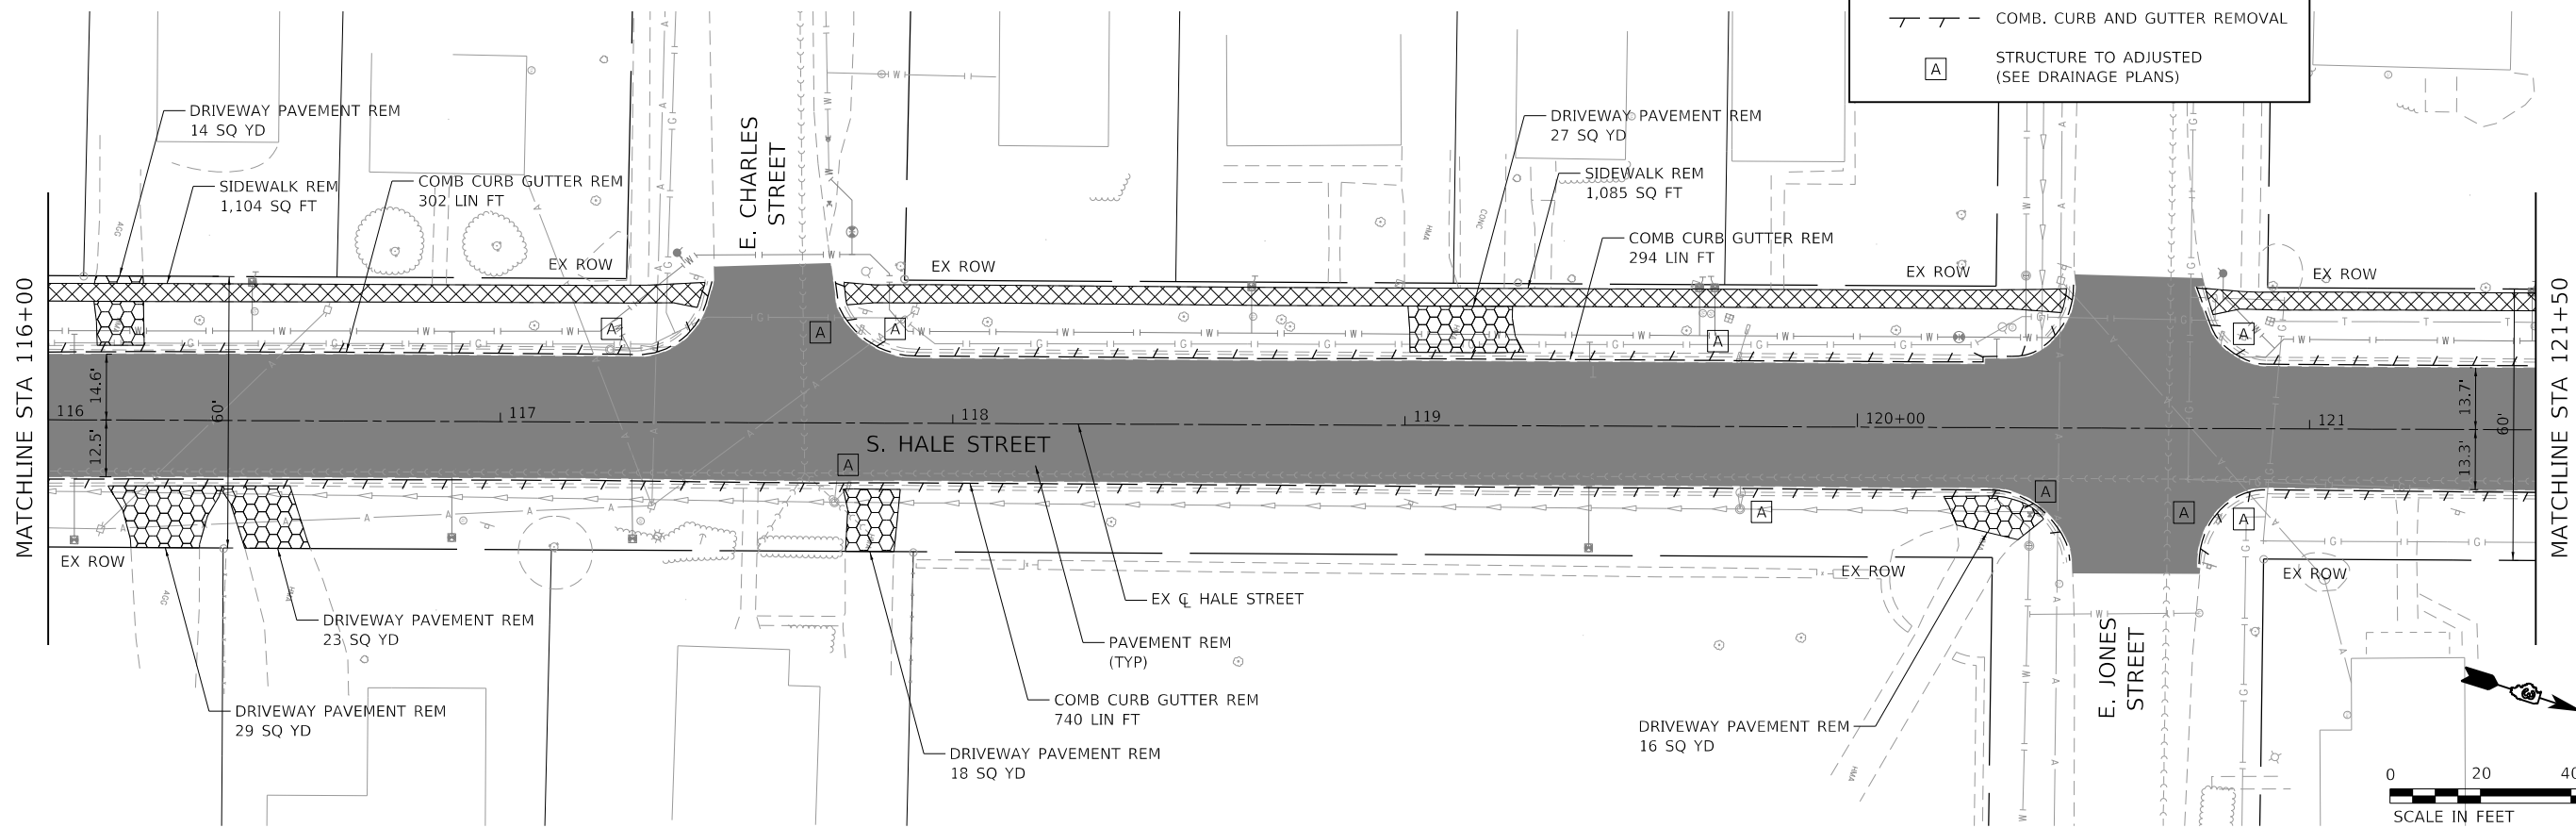 COMB. CURB AND GUTTER REMOVAL
A
STRUCTURE TO ADJUSTED
(SEE DRAINAGE PLANS)
DRIVEWAY PAVEMENT REM
14 SQ YD
SIDEWALK REM
1,104 SQ FT
COMB CURB GUTTER REM
302 LIN FT
E. CHARLES
STREET
DRIVEWAY PAVEMENT REM
27 SQ YD
SIDEWALK REM
1,085 SQ FT
COMB CURB GUTTER REM
294 LIN FT
AGG
HMA
CONC
EX ROW
EX ROW
EX ROW
EX ROW
MATCHLINE STA 116+00
MATCHLINE STA 121+50
A
A
A
A
A
14.6'
12.5'
60'
116
117
118
119
120+00
121
13.7'
13.3'
60'
S. HALE STREET
A
A
A
A
A
EX ROW
EX ROW
EX ROW
AGG
HMA
HMA
HMA
EX ℄ HALE STREET
DRIVEWAY PAVEMENT REM
23 SQ YD
PAVEMENT REM
(TYP)
E. JONES
STREET
COMB CURB GUTTER REM
740 LIN FT
DRIVEWAY PAVEMENT REM
29 SQ YD
DRIVEWAY PAVEMENT REM
16 SQ YD
DRIVEWAY PAVEMENT REM
18 SQ YD
0 20 40
SCALE IN FEET